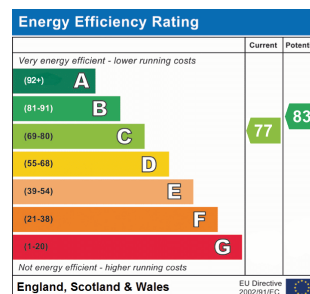 Energy Efficiency Rating
Current Potenti
Very energy efficient - lower running costs
(92+) A
(81-91) B
83
(69-80) C
77
(55-68) D
(39-54) E
(21-38) F
(1-20) G
Not energy efficient - higher running costs
England, Scotland & Wales
EU Directive
2002/91/EC